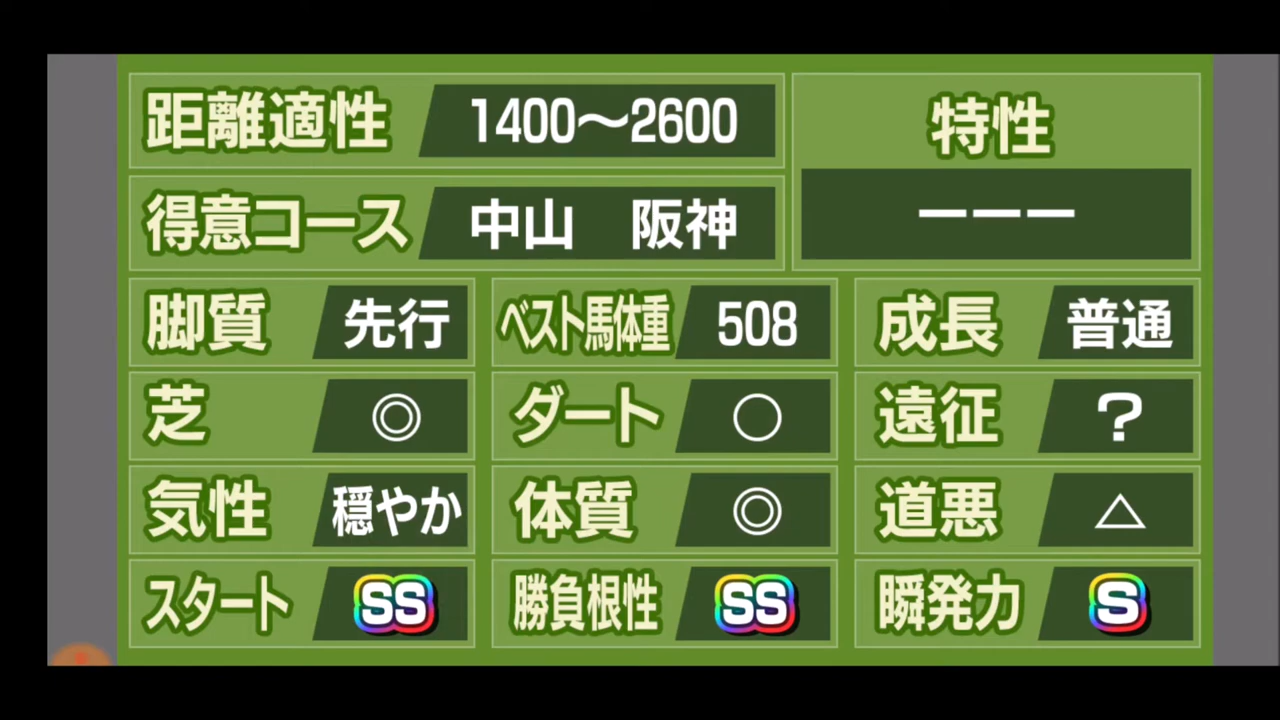 距離適性 1400〜2600 特性
得意コース 中山 阪神 ーーー
脚質 先行 ベスト馬体重 508 成長 普通
芝 ◎ ダート ○ 遠征 ?
気性 穏やか 体質 ◎ 道悪 △
スタート SS 勝負根性 SS 瞬発力 S